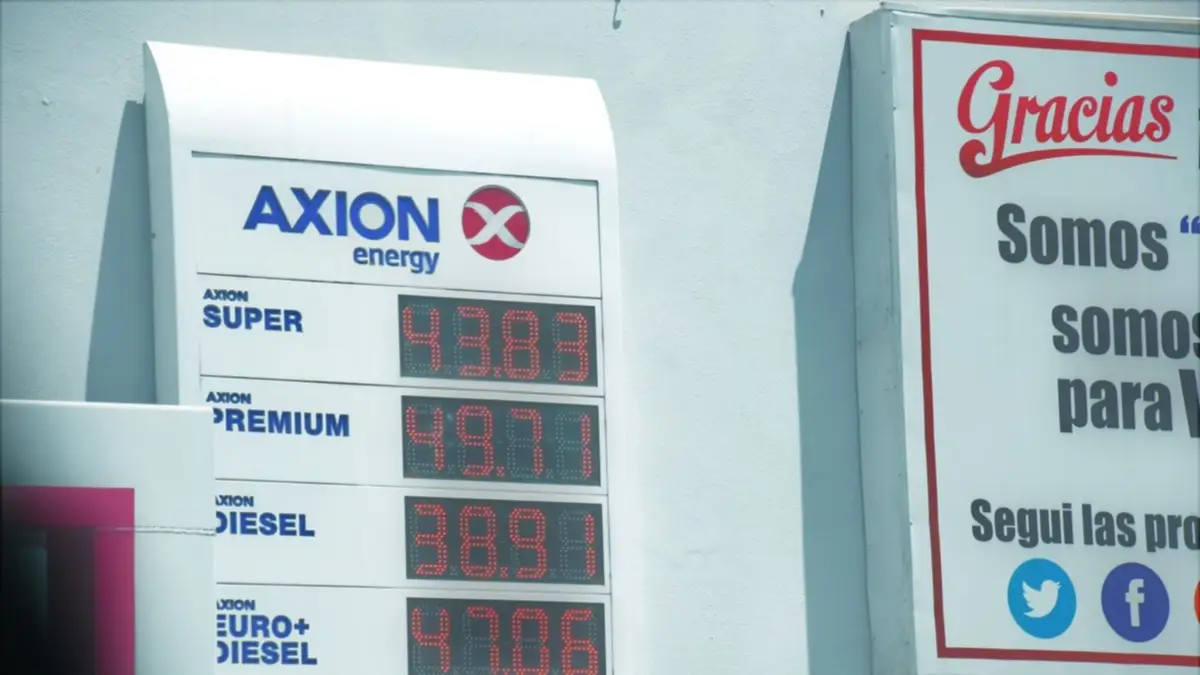 AXION
energy
AXION
SUPER
43.83
AXION
PREMIUM
49.71
AXION
DIESEL
38.91
AXION
EURO+
DIESEL
47.06
Gracias
Somos “
somos
para V
Segui las pro